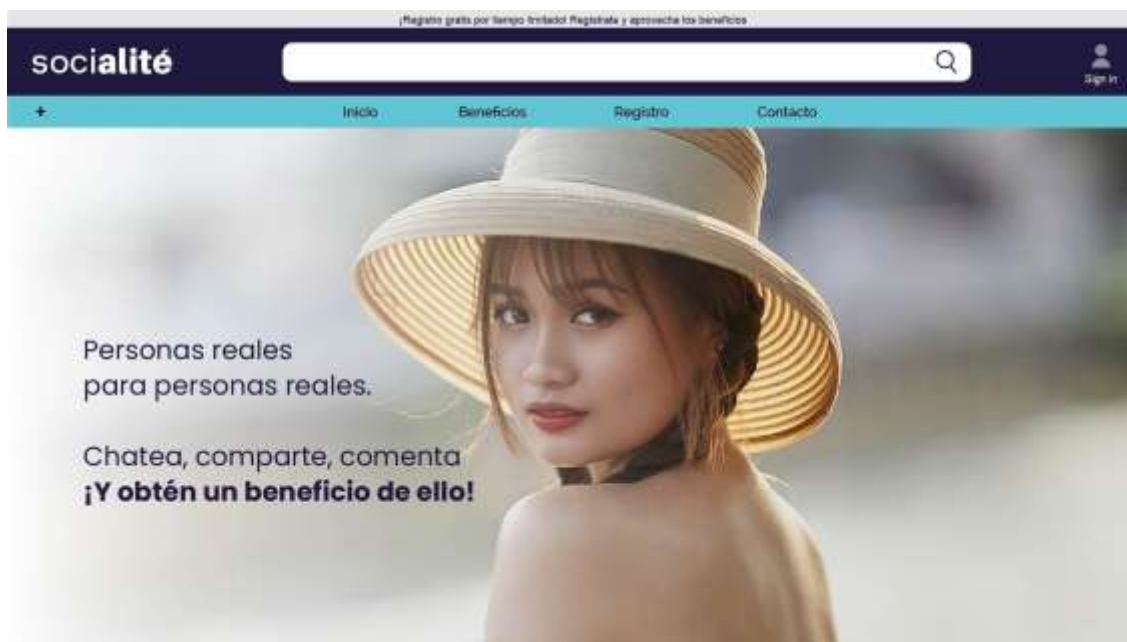 ¡Registro gratis por tiempo limitado! Regístrate y aprovecha los beneficios
socialité
Sign in
+ Inicio Beneficios Registro Contacto
Personas reales
para personas reales.
Chatea, comparte, comenta
¡Y obtén un beneficio de ello!